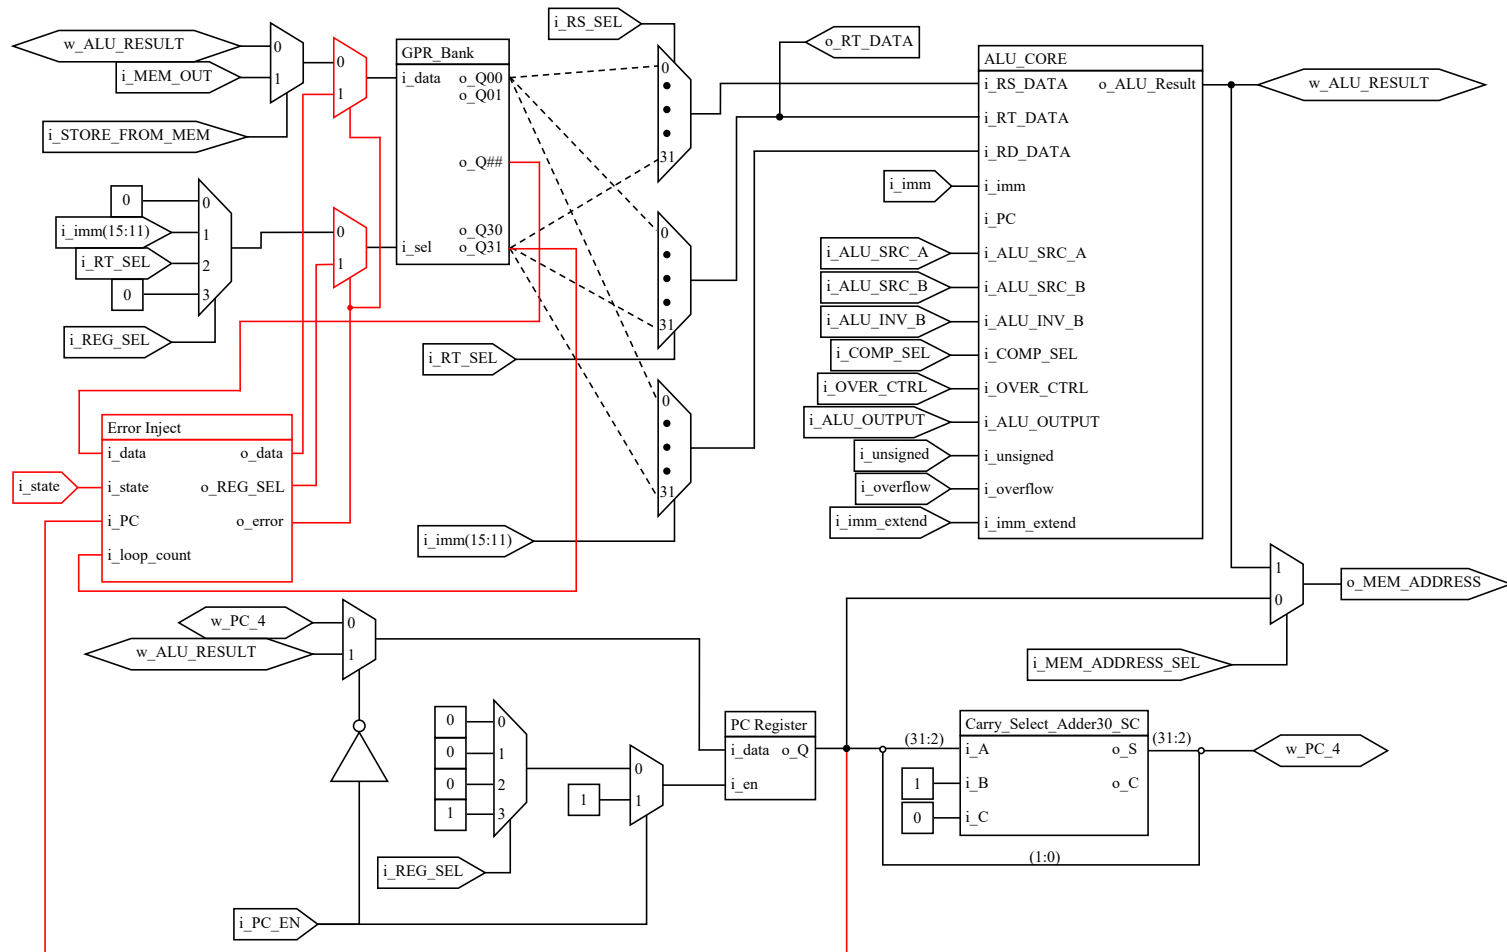 w_ALU_RESULT
i_MEM_OUT
i_STORE_FROM_MEM
0
1
0
1
GPR_Bank
i_data
o_Q00
o_Q01
o_Q##
o_Q30
i_sel
o_Q31
0
i_imm(15:11)
i_RT_SEL
0
0
1
2
3
i_REG_SEL
0
1
i_RS_SEL
0
31
0
31
i_RT_SEL
0
31
i_imm(15:11)
o_RT_DATA
ALU_CORE
i_RS_DATA
o_ALU_Result
i_RT_DATA
i_RD_DATA
i_imm
i_imm
i_PC
i_ALU_SRC_A
i_ALU_SRC_A
i_ALU_SRC_B
i_ALU_SRC_B
i_ALU_INV_B
i_ALU_INV_B
i_COMP_SEL
i_COMP_SEL
i_OVER_CTRL
i_OVER_CTRL
i_ALU_OUTPUT
i_ALU_OUTPUT
i_unsigned
i_unsigned
i_overflow
i_overflow
i_imm_extend
i_imm_extend
w_ALU_RESULT
Error Inject
i_data
o_data
i_state
i_state
o_REG_SEL
i_PC
o_error
i_loop_count
1
0
o_MEM_ADDRESS
i_MEM_ADDRESS_SEL
w_PC_4
w_ALU_RESULT
0
1
0
0
0
1
0
1
2
3
i_REG_SEL
1
0
1
i_PC_EN
PC Register
i_data
o_Q
i_en
(31:2)
Carry_Select_Adder30_SC
i_A
o_S
1
i_B
o_C
0
i_C
(31:2)
(1:0)
w_PC_4